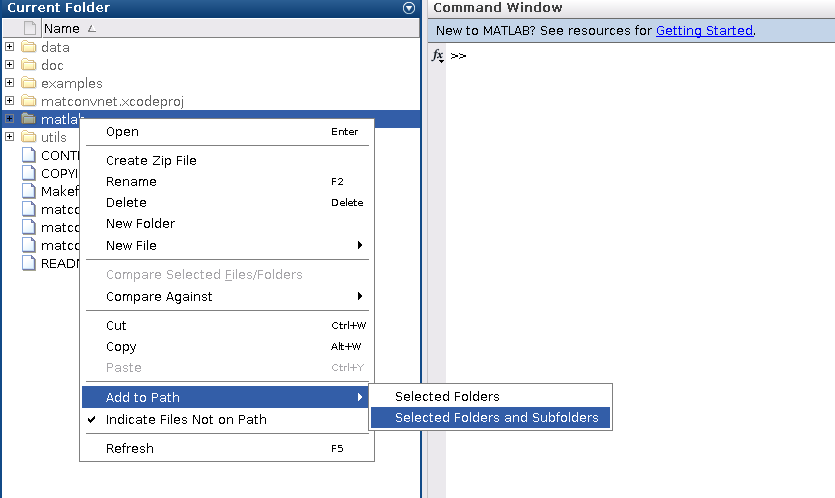 Current Folder
Name
data
doc
examples
matconvnet.xcodeproj
matlab
utils
CONT
COPYI
Makef
matco
matco
matco
READM
Open Enter
Create Zip File
Rename F2
Delete Delete
New Folder
New File
Compare Selected Files/Folders
Compare Against
Cut Ctrl+W
Copy Alt+W
Paste Ctrl+Y
Add to Path
Indicate Files Not on Path
Refresh F5
Selected Folders
Selected Folders and Subfolders
Command Window
New to MATLAB? See resources for Getting Started.
fx >>